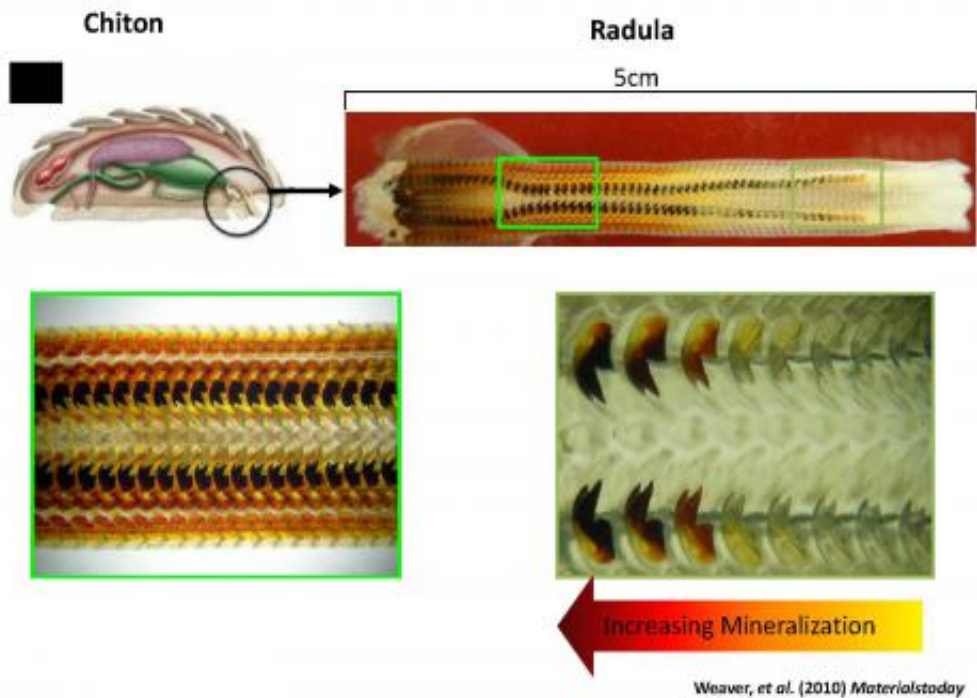 Chiton
Radula
5cm
Increasing Mineralization
Weaver, et al. (2010) Materialstoday